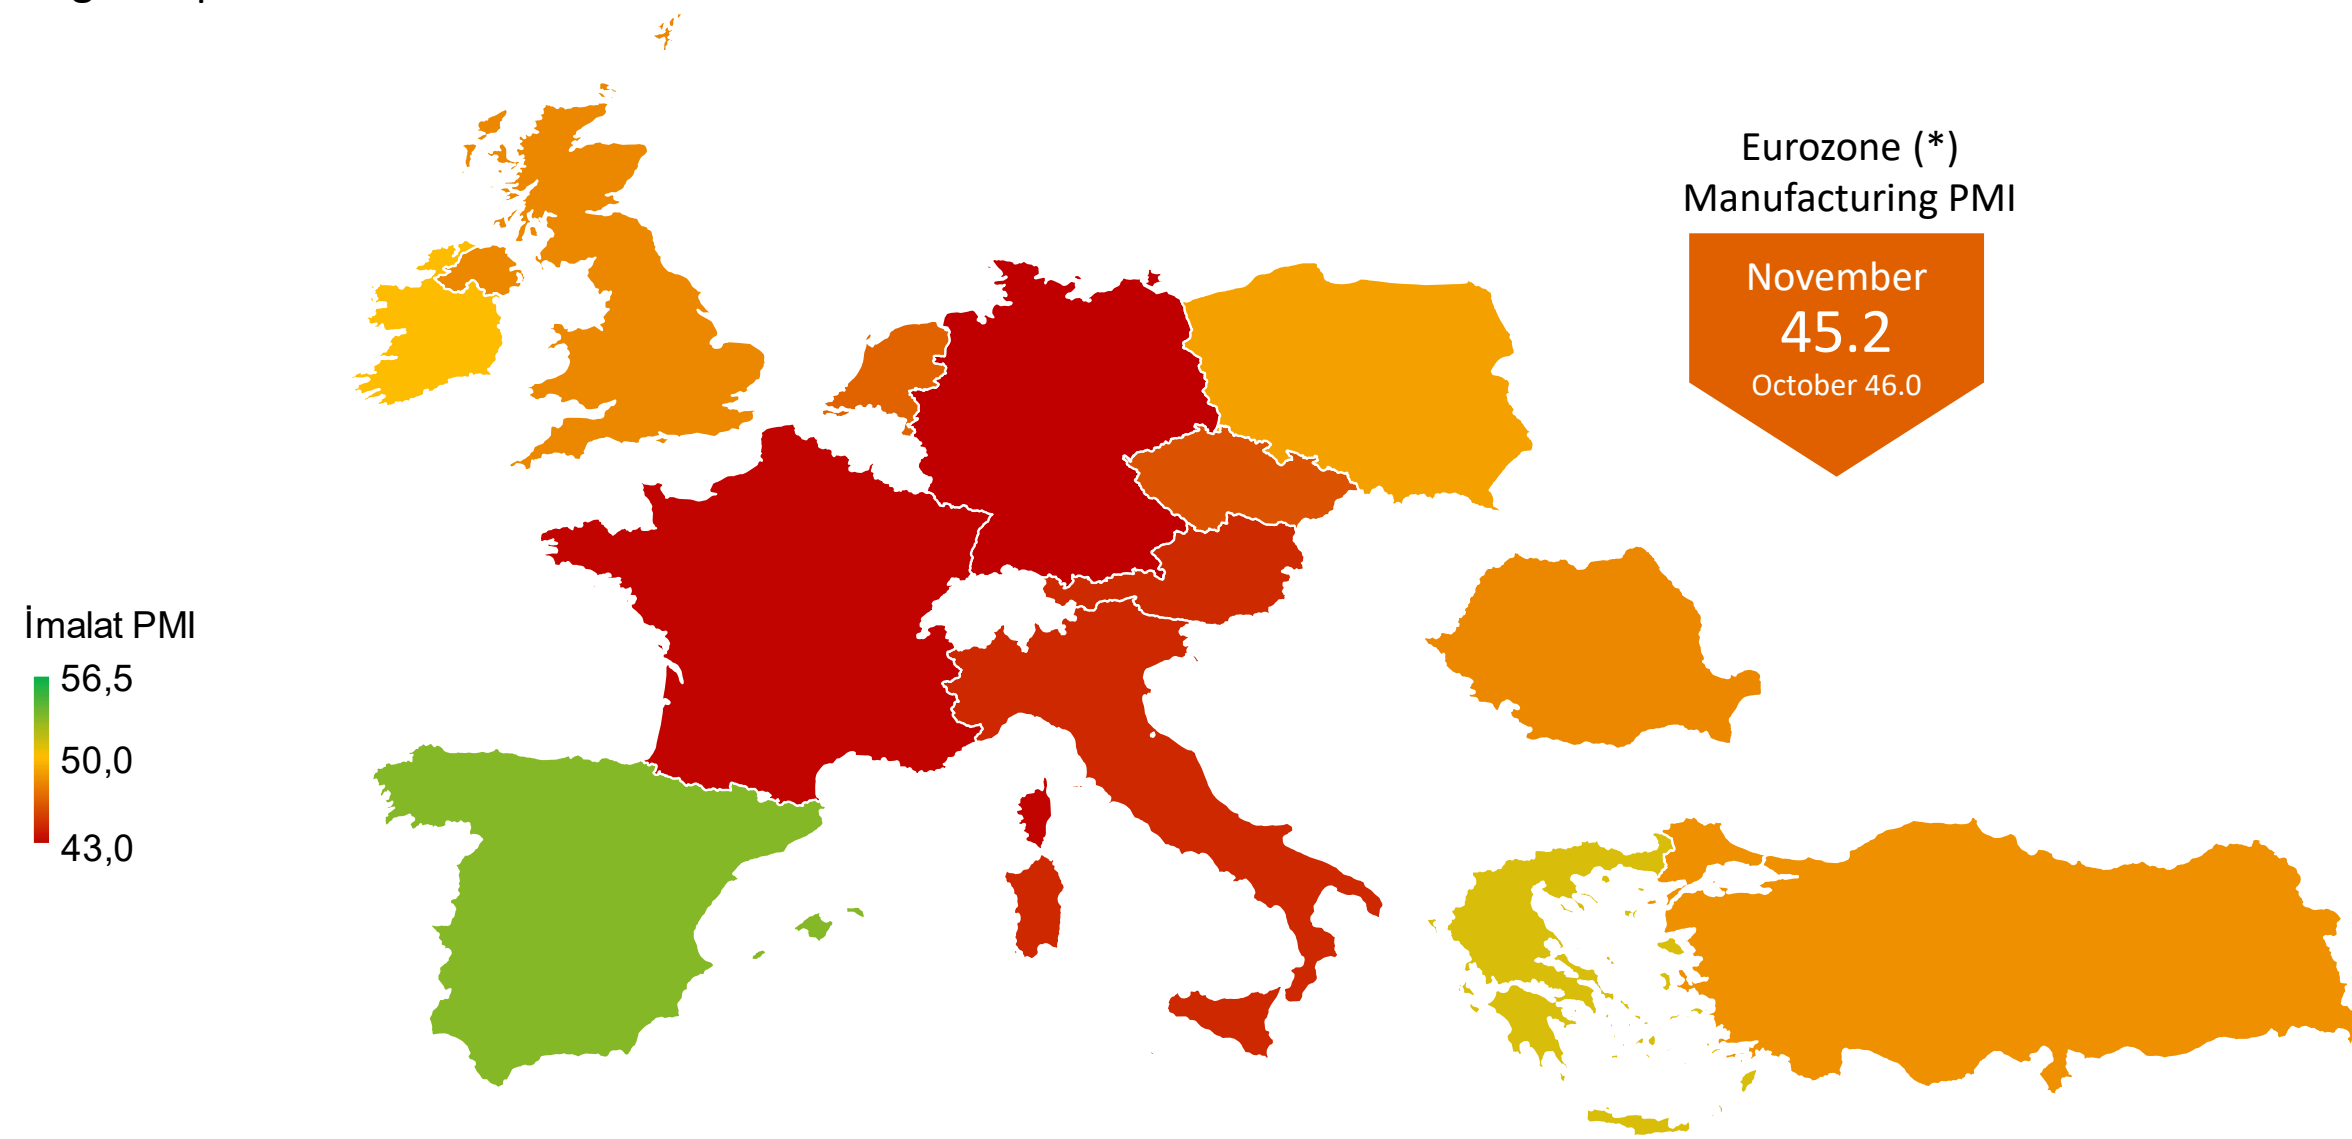 Eurozone (*)
Manufacturing PMI
November
45.2
October 46.0
İmalat PMI
56,5
50,0
43,0